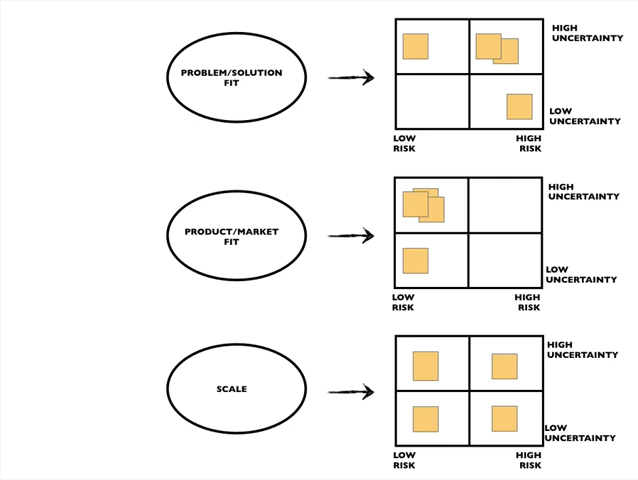 PROBLEM/SOLUTION
FIT
HIGH
UNCERTAINTY
LOW
UNCERTAINTY
LOW
RISK
HIGH
RISK
PRODUCT/MARKET
FIT
HIGH
UNCERTAINTY
LOW
UNCERTAINTY
LOW
RISK
HIGH
RISK
SCALE
HIGH
UNCERTAINTY
LOW
UNCERTAINTY
LOW
RISK
HIGH
RISK